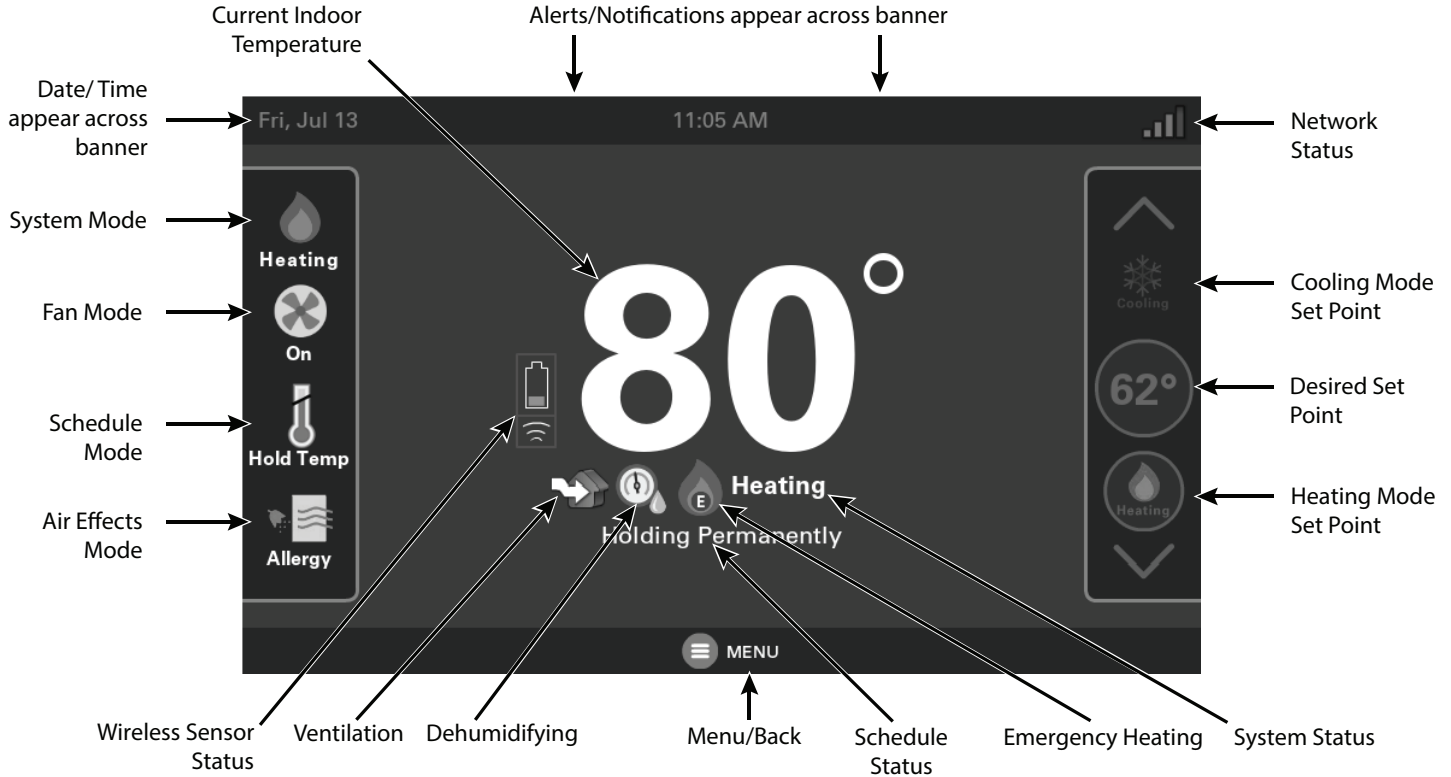 Current Indoor
Temperature
Alerts/Notifications appear across banner
Date/ Time
appear across
banner
Fri, Jul 13
11:05 AM
Network
Status
System Mode
Heating
Fan Mode
On
Schedule
Mode
Hold Temp
Air Effects
Mode
Allergy
80°
Heating
E
Holding Permanently
Cooling
Cooling Mode
Set Point
62°
Desired Set
Point
Heating
Heating Mode
Set Point
MENU
Wireless Sensor
Status
Ventilation
Dehumidifying
Menu/Back
Schedule
Status
Emergency Heating
System Status